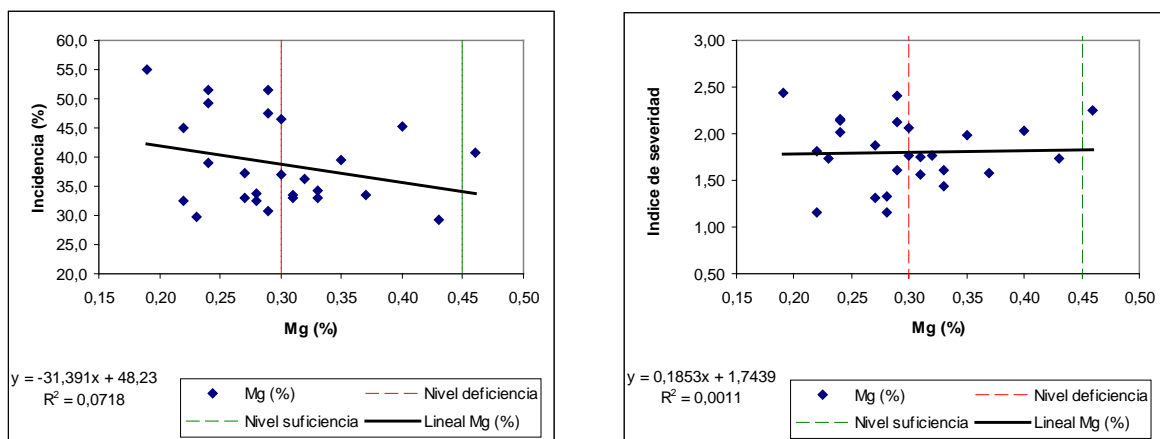 60,0
55,0
50,0
45,0
40,0
35,0
30,0
25,0
20,0
Incidencia (%)
0,15 0,20 0,25 0,30 0,35 0,40 0,45 0,50
Mg (%)
y = -31,391x + 48,23
R² = 0,0718
Mg (%) Nivel deficiencia
Nivel suficiencia Lineal Mg (%)
3,00
2,50
2,00
1,50
1,00
0,50
Indice de severidad
0,15 0,20 0,25 0,30 0,35 0,40 0,45 0,50
Mg (%)
y = 0,1853x + 1,7439
R² = 0,0011
Mg (%) Nivel deficiencia
Nivel suficiencia Lineal Mg (%)